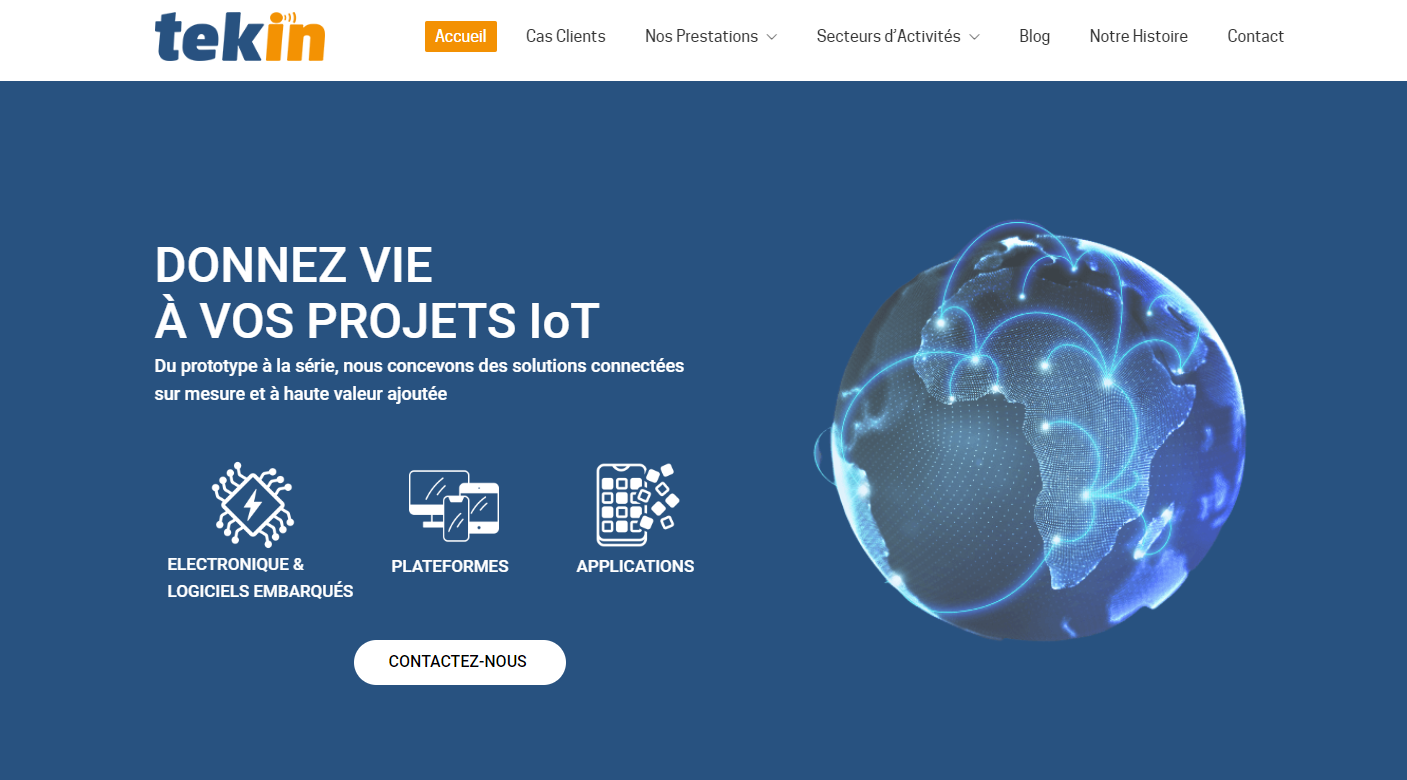 tekin
Accueil
Cas Clients
Nos Prestations
Secteurs d’Activités
Blog
Notre Histoire
Contact
DONNEZ VIE
À VOS PROJETS IoT
Du prototype à la série, nous concevons des solutions connectées
sur mesure et à haute valeur ajoutée
ELECTRONIQUE &
LOGICIELS EMBARQUÉS
PLATEFORMES
APPLICATIONS
CONTACTEZ-NOUS